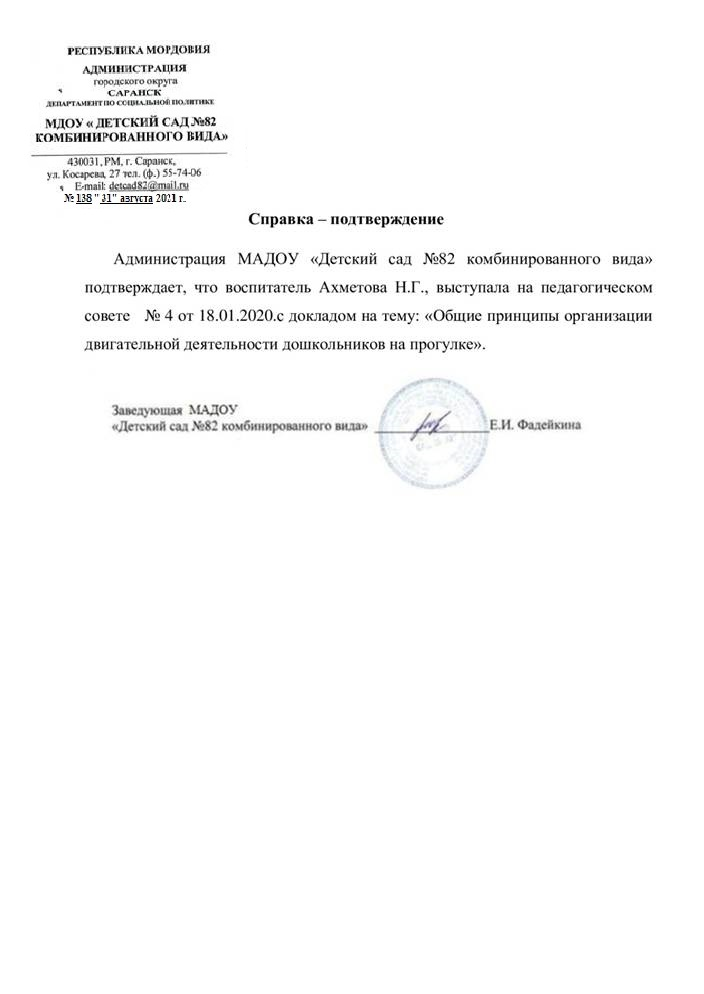 РЕСПУБЛИКА МОРДОВИЯ
АДМИНИСТРАЦИЯ
городского округа
САРАНСК
ДЕПАРТАМЕНТ ПО СОЦИАЛЬНОЙ ПОЛИТИКЕ
МДОУ « ДЕТСКИЙ САД №82
КОМБИНИРОВАННОГО ВИДА»
430031, РМ, г. Саранск,
ул. Косарева, 27 тел. (ф.) 55-74-06
E-mail: detcad82@mail.ru
№ 138 " 31" августа 2021 г.
Справка – подтверждение
Администрация МАДОУ «Детский сад №82 комбинированного вида»
подтверждает, что воспитатель Ахметова Н.Г., выступала на педагогическом
совете № 4 от 18.01.2020.с докладом на тему: «Общие принципы организации
двигательной деятельности дошкольников на прогулке».
Заведующая МАДОУ
«Детский сад №82 комбинированного вида» Е.И. Фадейкина